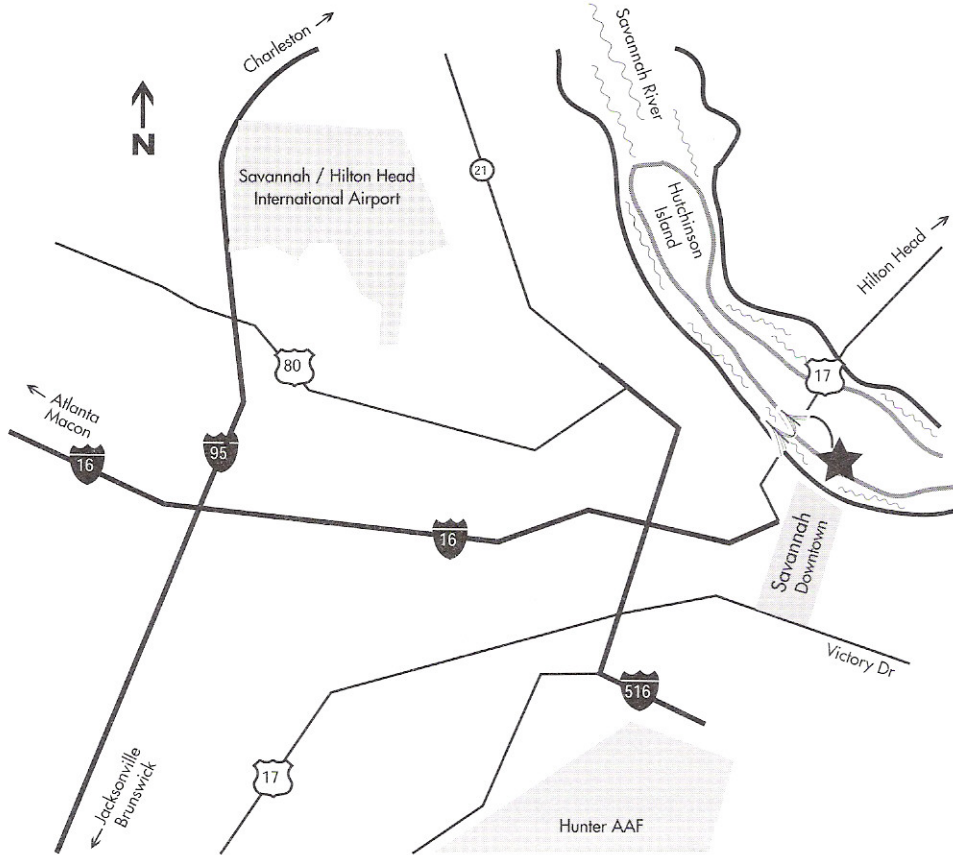 Charleston →
N
Savannah / Hilton Head
International Airport
21
Savannah River
Hutchinson
Island
Hilton Head →
80
17
← Atlanta
Macon
16
95
16
Savannah
Downtown
Victory Dr
516
17
← Jacksonville
Brunswick
Hunter AAF